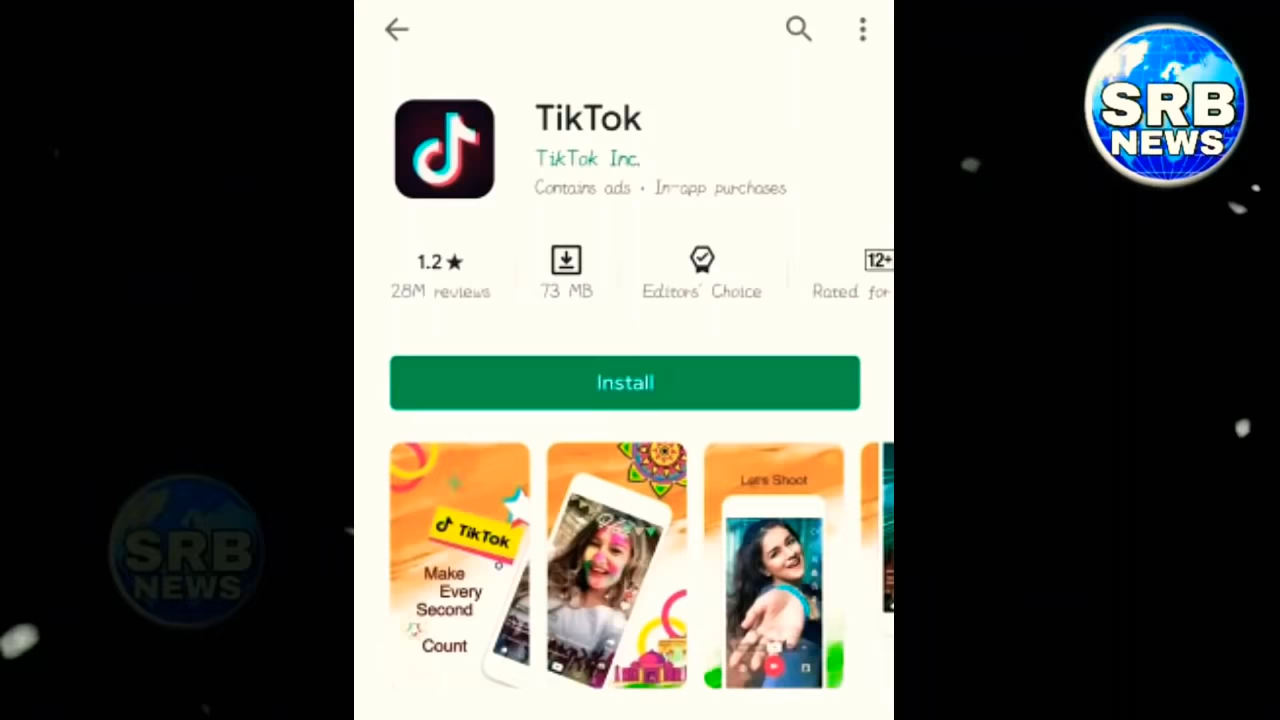 SRB
NEWS
TikTok
TikTok Inc.
Contains ads • In-app purchases
1.2★
12+
28M reviews
73 MB
Editors' Choice
Rated for
Install
TikTok
Make
Every
Second
Count
Let's Shoot
SRB
NEWS